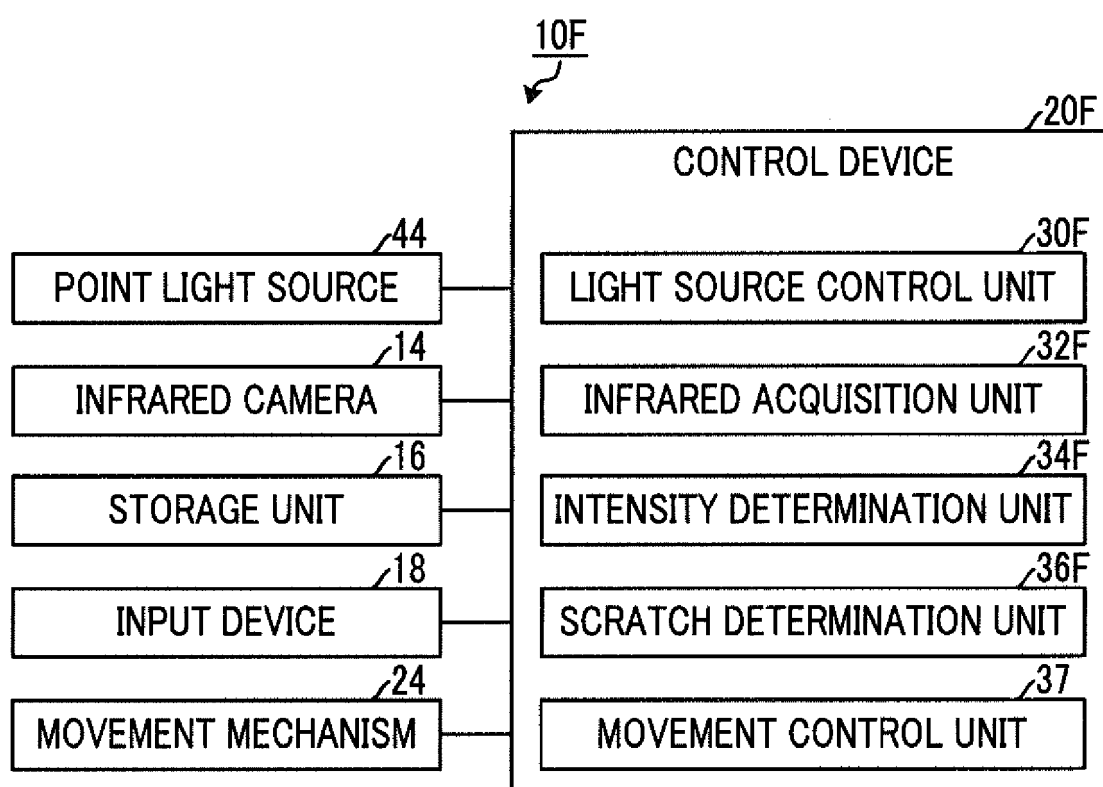 10F
20F
CONTROL DEVICE
44
POINT LIGHT SOURCE
30F
LIGHT SOURCE CONTROL UNIT
14
INFRARED CAMERA
32F
INFRARED ACQUISITION UNIT
16
STORAGE UNIT
34F
INTENSITY DETERMINATION UNIT
18
INPUT DEVICE
36F
SCRATCH DETERMINATION UNIT
24
MOVEMENT MECHANISM
37
MOVEMENT CONTROL UNIT